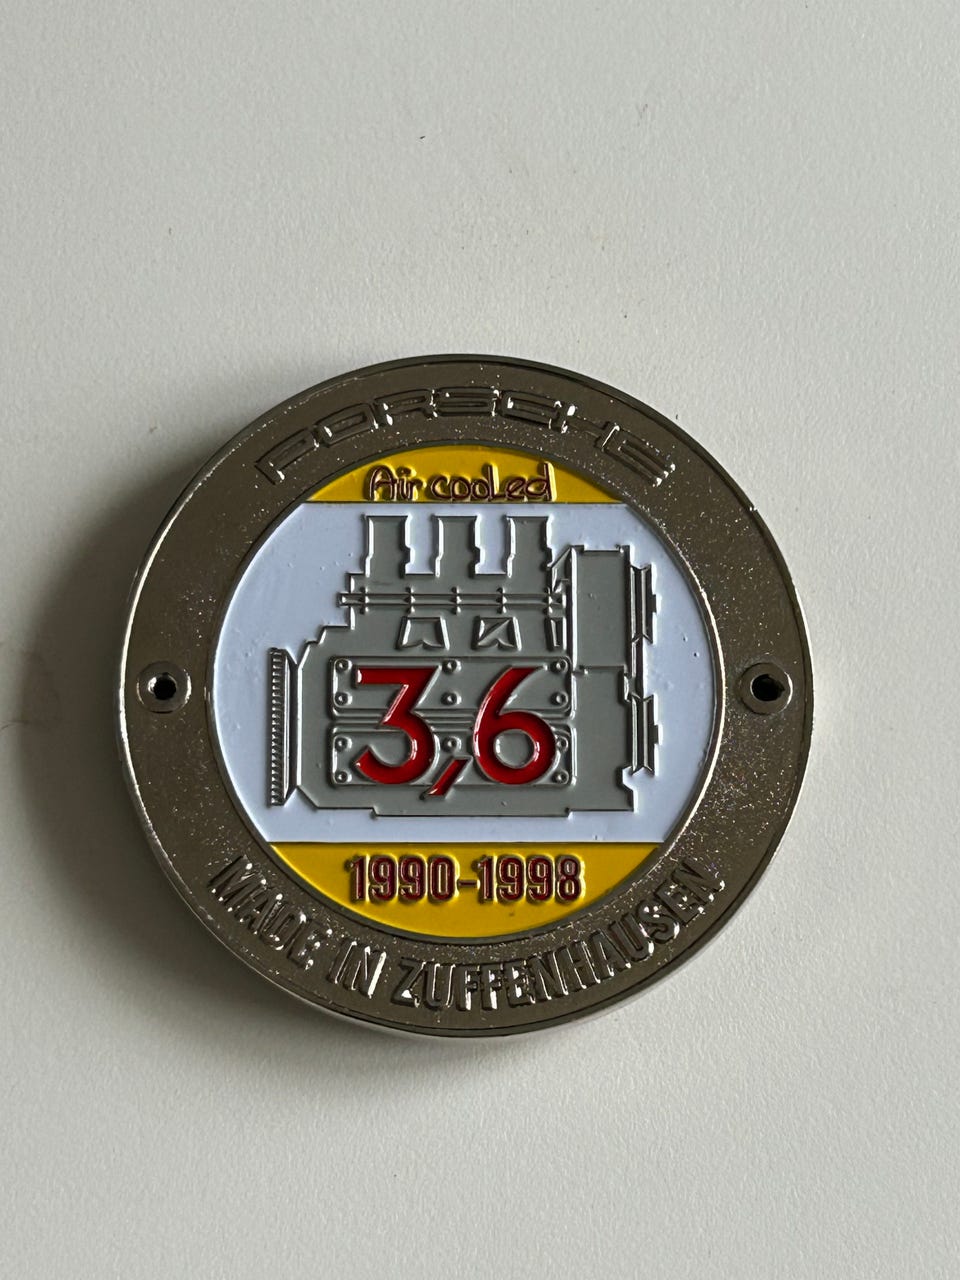 PORSCHE
Air cooled
3,6
1990-1998
MADE IN ZUFFENHAUSEN